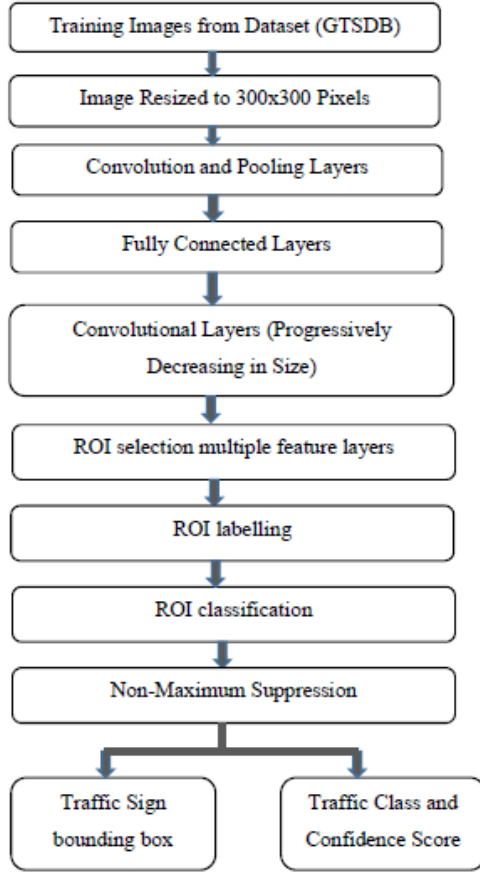 Training Images from Dataset (GTSDB)
Image Resized to 300x300 Pixels
Convolution and Pooling Layers
Fully Connected Layers
Convolutional Layers (Progressively
Decreasing in Size)
ROI selection multiple feature layers
ROI labelling
ROI classification
Non-Maximum Suppression
Traffic Sign
bounding box
Traffic Class and
Confidence Score